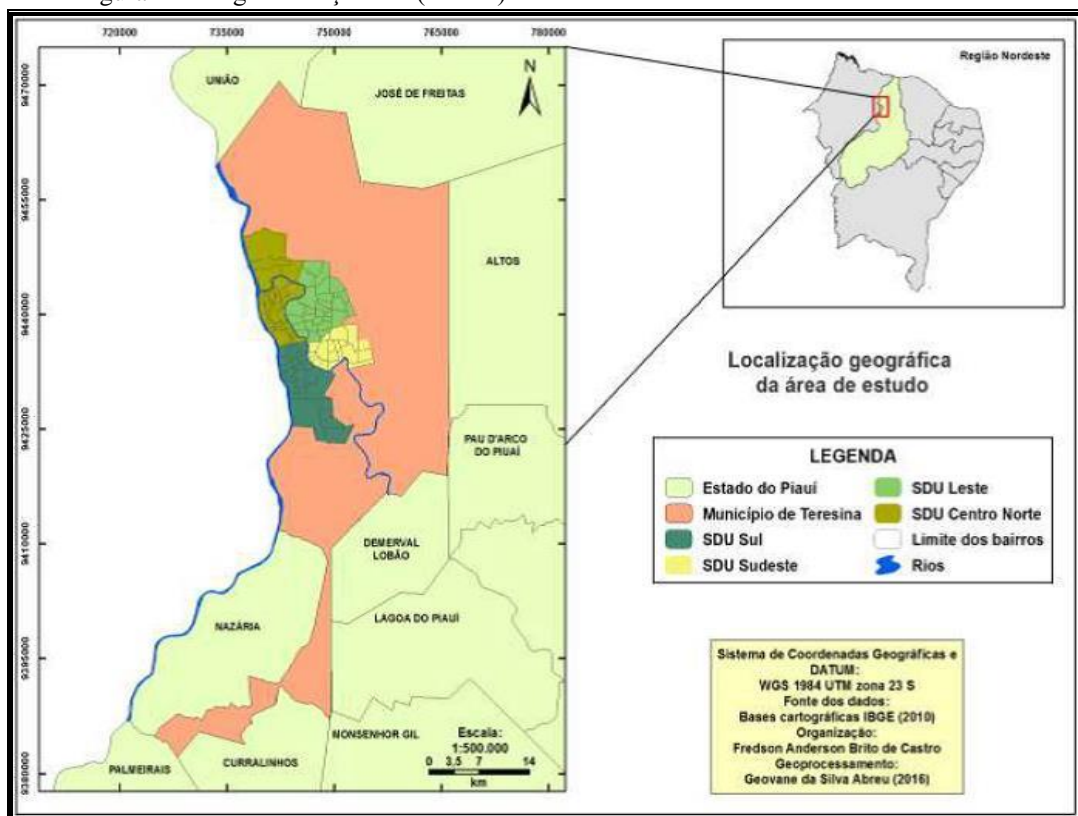 720000 735000 750000 765000 780000
9470000
9455000
9440000
9425000
9410000
9395000
9380000
N
UNIÃO
JOSÉ DE FREITAS
ALTOS
PAU D'ARCO
DO PIUAÍ
DEMERVAL
LOBÃO
LAGOA DO PIAUÍ
NAZÁRIA
MONSENHOR GIL
CURRALINHOS
PALMEIRAIS
Escala:
1:500.000
0 3,5 7 14
km
Região Nordeste
Localização geográfica
da área de estudo
LEGENDA
Estado do Piauí
Município de Teresina
SDU Sul
SDU Sudeste
SDU Leste
SDU Centro Norte
Limite dos bairros
Rios
Sistema de Coordenadas Geográficas e
DATUM:
WGS 1984 UTM zona 23 S
Fonte dos dados:
Bases cartográficas IBGE (2010)
Organização:
Fredson Anderson Brito de Castro
Geoprocessamento:
Geovane da Silva Abreu (2016)